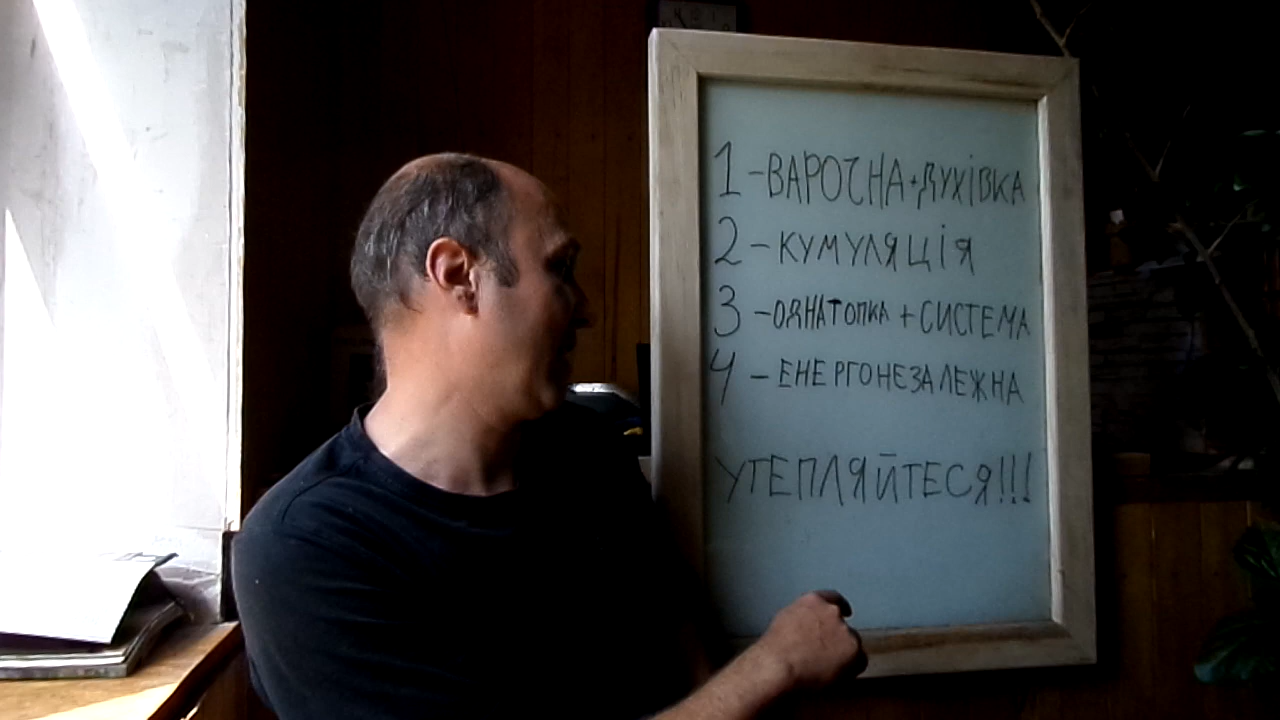 1 - ВАРОЧНА + ДУХІВКА
2 - КУМУЛЯЦІЯ
3 - ОДНА ТОПКА + СИСТЕМА
4 - ЕНЕРГОНЕЗАЛЕЖНА
УТЕПЛЯЙТЕСЯ!!!